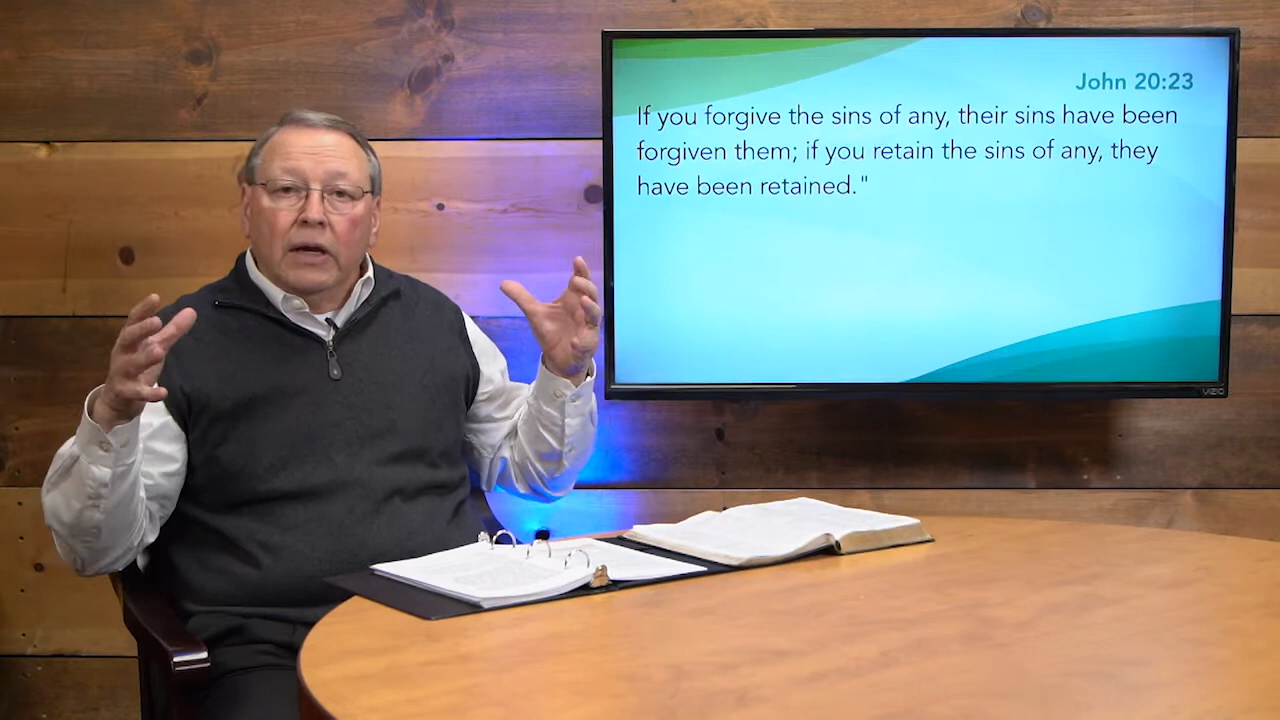 John 20:23
If you forgive the sins of any, their sins have been
forgiven them; if you retain the sins of any, they
have been retained."
VIZIO